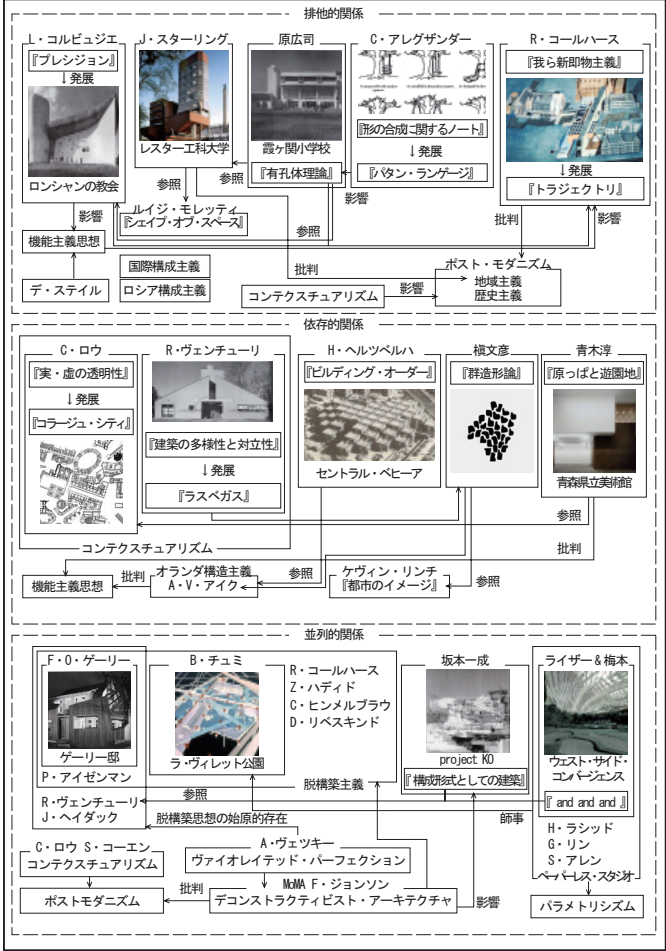 排他的関係
L・コルビュジエ
『プレシジョン』
↓発展
ロンシャンの教会
影響
機能主義思想
デ・ステイル
J・スターリング
レスター工科大学
参照
ルイジ・モレッティ
『シェイプ・オブ・スペース』
国際構成主義
ロシア構成主義
原広司
霞ヶ関小学校
『有孔体理論』
参照
参照
C・アレグザンダー
『形の合成に関するノート』
↓発展
『パタン・ランゲージ』
影響
R・コールハース
『我ら新即物主義』
↓発展
『トラジェクトリ』
批判
影響
批判
ポスト・モダニズム
地域主義
歴史主義
コンテクスチュアリズム
影響
依存的関係
C・ロウ
『実・虚の透明性』
↓発展
『コラージュ・シティ』
R・ヴェンチューリ
『建築の多様性と対立性』
↓発展
『ラスベガス』
コンテクスチュアリズム
H・ヘルツベルハ
『ビルディング・オーダー』
セントラル・ベヒーア
槇文彦
『群造形論』
青木淳
『原っぱと遊園地』
青森県立美術館
参照
批判
機能主義思想
批判
オランダ構造主義
A・V・アイク
参照
ケヴィン・リンチ
『都市のイメージ』
参照
並列的関係
F・O・ゲーリー
ゲーリー邸
P・アイゼンマン
R・ヴェンチューリ
J・ヘイダック
B・チュミ
ラ・ヴィレット公園
R・コールハース
Z・ハディド
C・ヒンメルブラウ
D・リベスキンド
脱構築主義
参照
脱構築思想の始原的存在
坂本一成
project KO
『構成形式としての建築』
ライザー&梅本
ウェスト・サイド・
コンバージェンス
『and and and』
師事
H・ラシッド
G・リン
S・アレン
ペーパーレス・スタジオ
パラメトリシズム
C・ロウ S・コーエン
コンテクスチュアリズム
ポストモダニズム
批判
A・ヴェツキー
ヴァイオレイテッド・パーフェクション
MoMA F・ジョンソン
デコンストラクティビスト・アーキテクチャ
影響